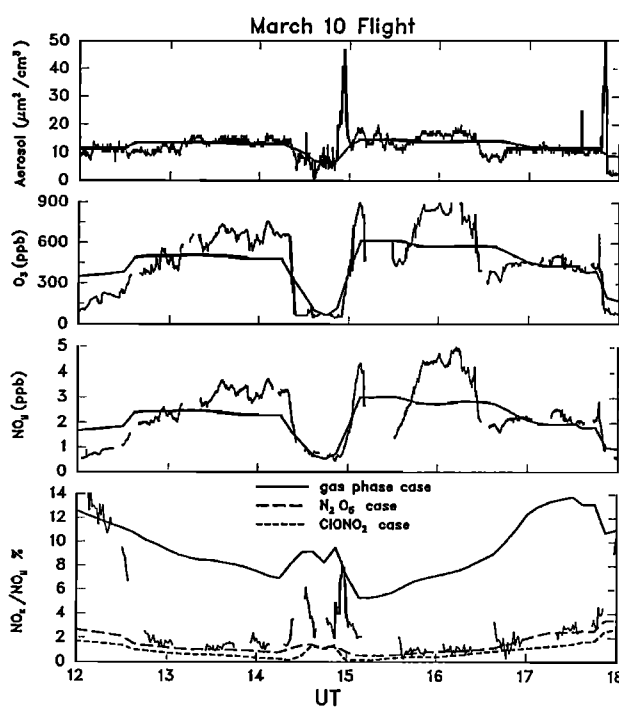 March 10 Flight
Aerosol (μm²/cm³)
50
40
30
20
10
0
O₃ (ppb)
900
600
300
0
NOy (ppb)
5
4
3
2
1
0
gas phase case
N₂O₅ case
ClONO₂ case
NOx/NOy %
14
12
10
8
6
4
2
0
12 13 14 15 16 17 18
UT